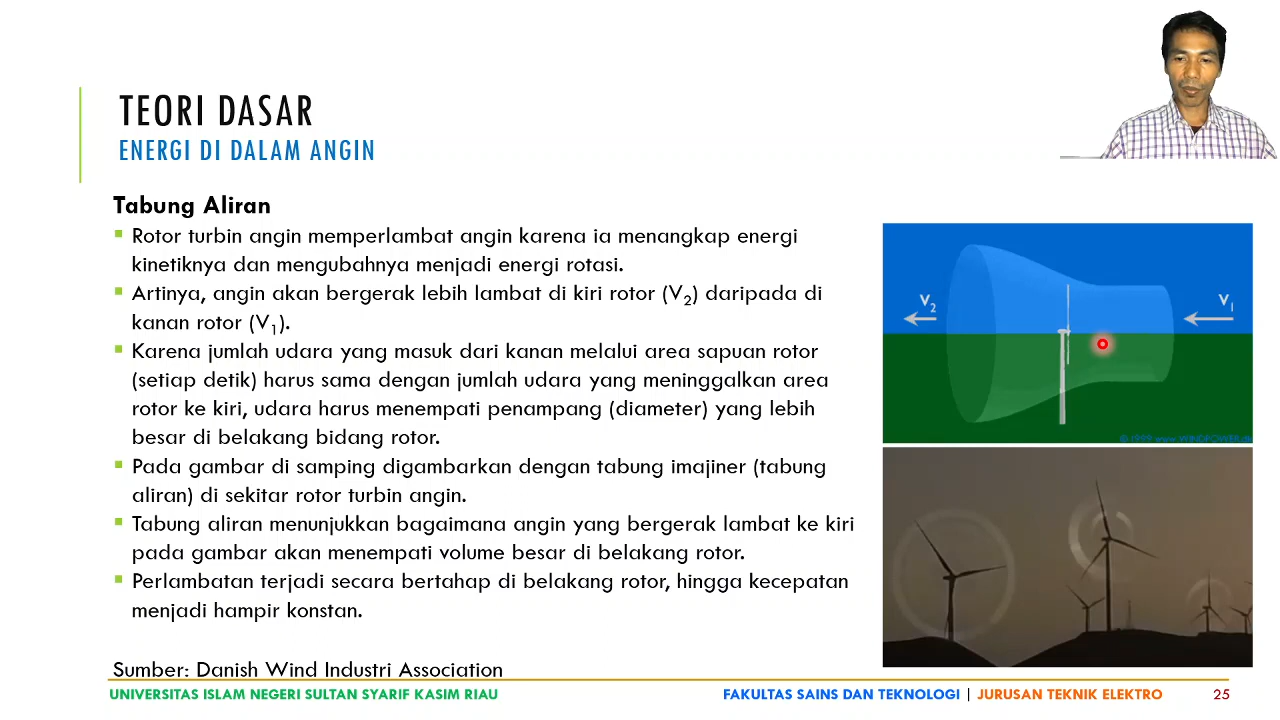 TEORI DASAR
ENERGI DI DALAM ANGIN
Tabung Aliran
Rotor turbin angin memperlambat angin karena ia menangkap energi
kinetiknya dan mengubahnya menjadi energi rotasi.
Artinya, angin akan bergerak lebih lambat di kiri rotor (V2) daripada di
kanan rotor (V1).
Karena jumlah udara yang masuk dari kanan melalui area sapuan rotor
(setiap detik) harus sama dengan jumlah udara yang meninggalkan area
rotor ke kiri, udara harus menempati penampang (diameter) yang lebih
besar di belakang bidang rotor.
Pada gambar di samping digambarkan dengan tabung imajiner (tabung
aliran) di sekitar rotor turbin angin.
Tabung aliran menunjukkan bagaimana angin yang bergerak lambat ke kiri
pada gambar akan menempati volume besar di belakang rotor.
Perlambatan terjadi secara bertahap di belakang rotor, hingga kecepatan
menjadi hampir konstan.
Sumber: Danish Wind Industri Association
V2
V1
© 1999 www.WINDPOWER.dk
UNIVERSITAS ISLAM NEGERI SULTAN SYARIF KASIM RIAU
FAKULTAS SAINS DAN TEKNOLOGI | JURUSAN TEKNIK ELEKTRO
25